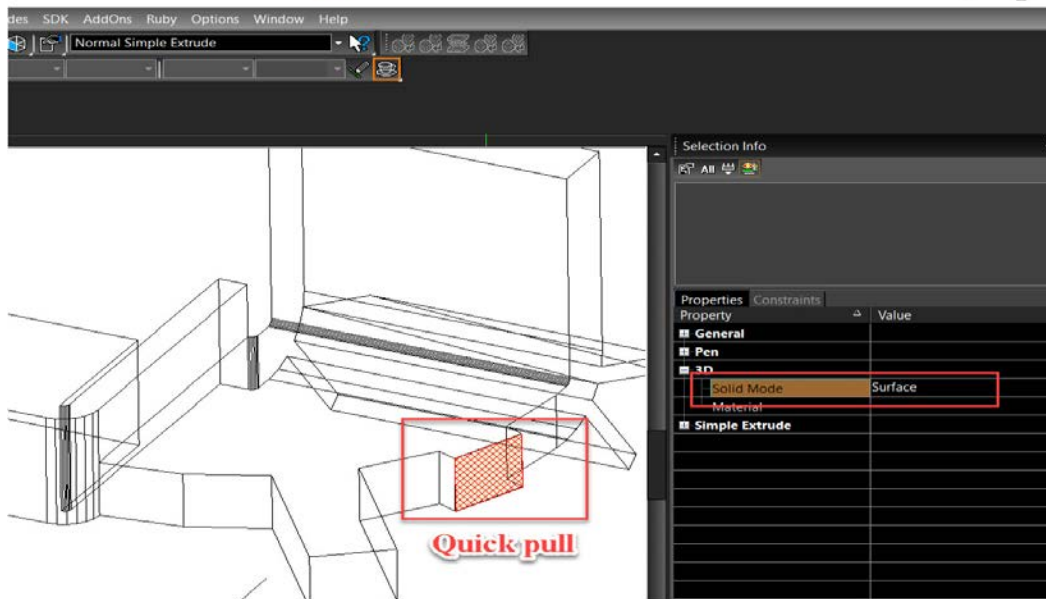 des SDK AddOns Ruby Options Window Help
Normal Simple Extrude
Selection Info
All
Properties Constraints
Property Value
General
Pen
3D
Solid Mode Surface
Material
Simple Extrude
Quick pull